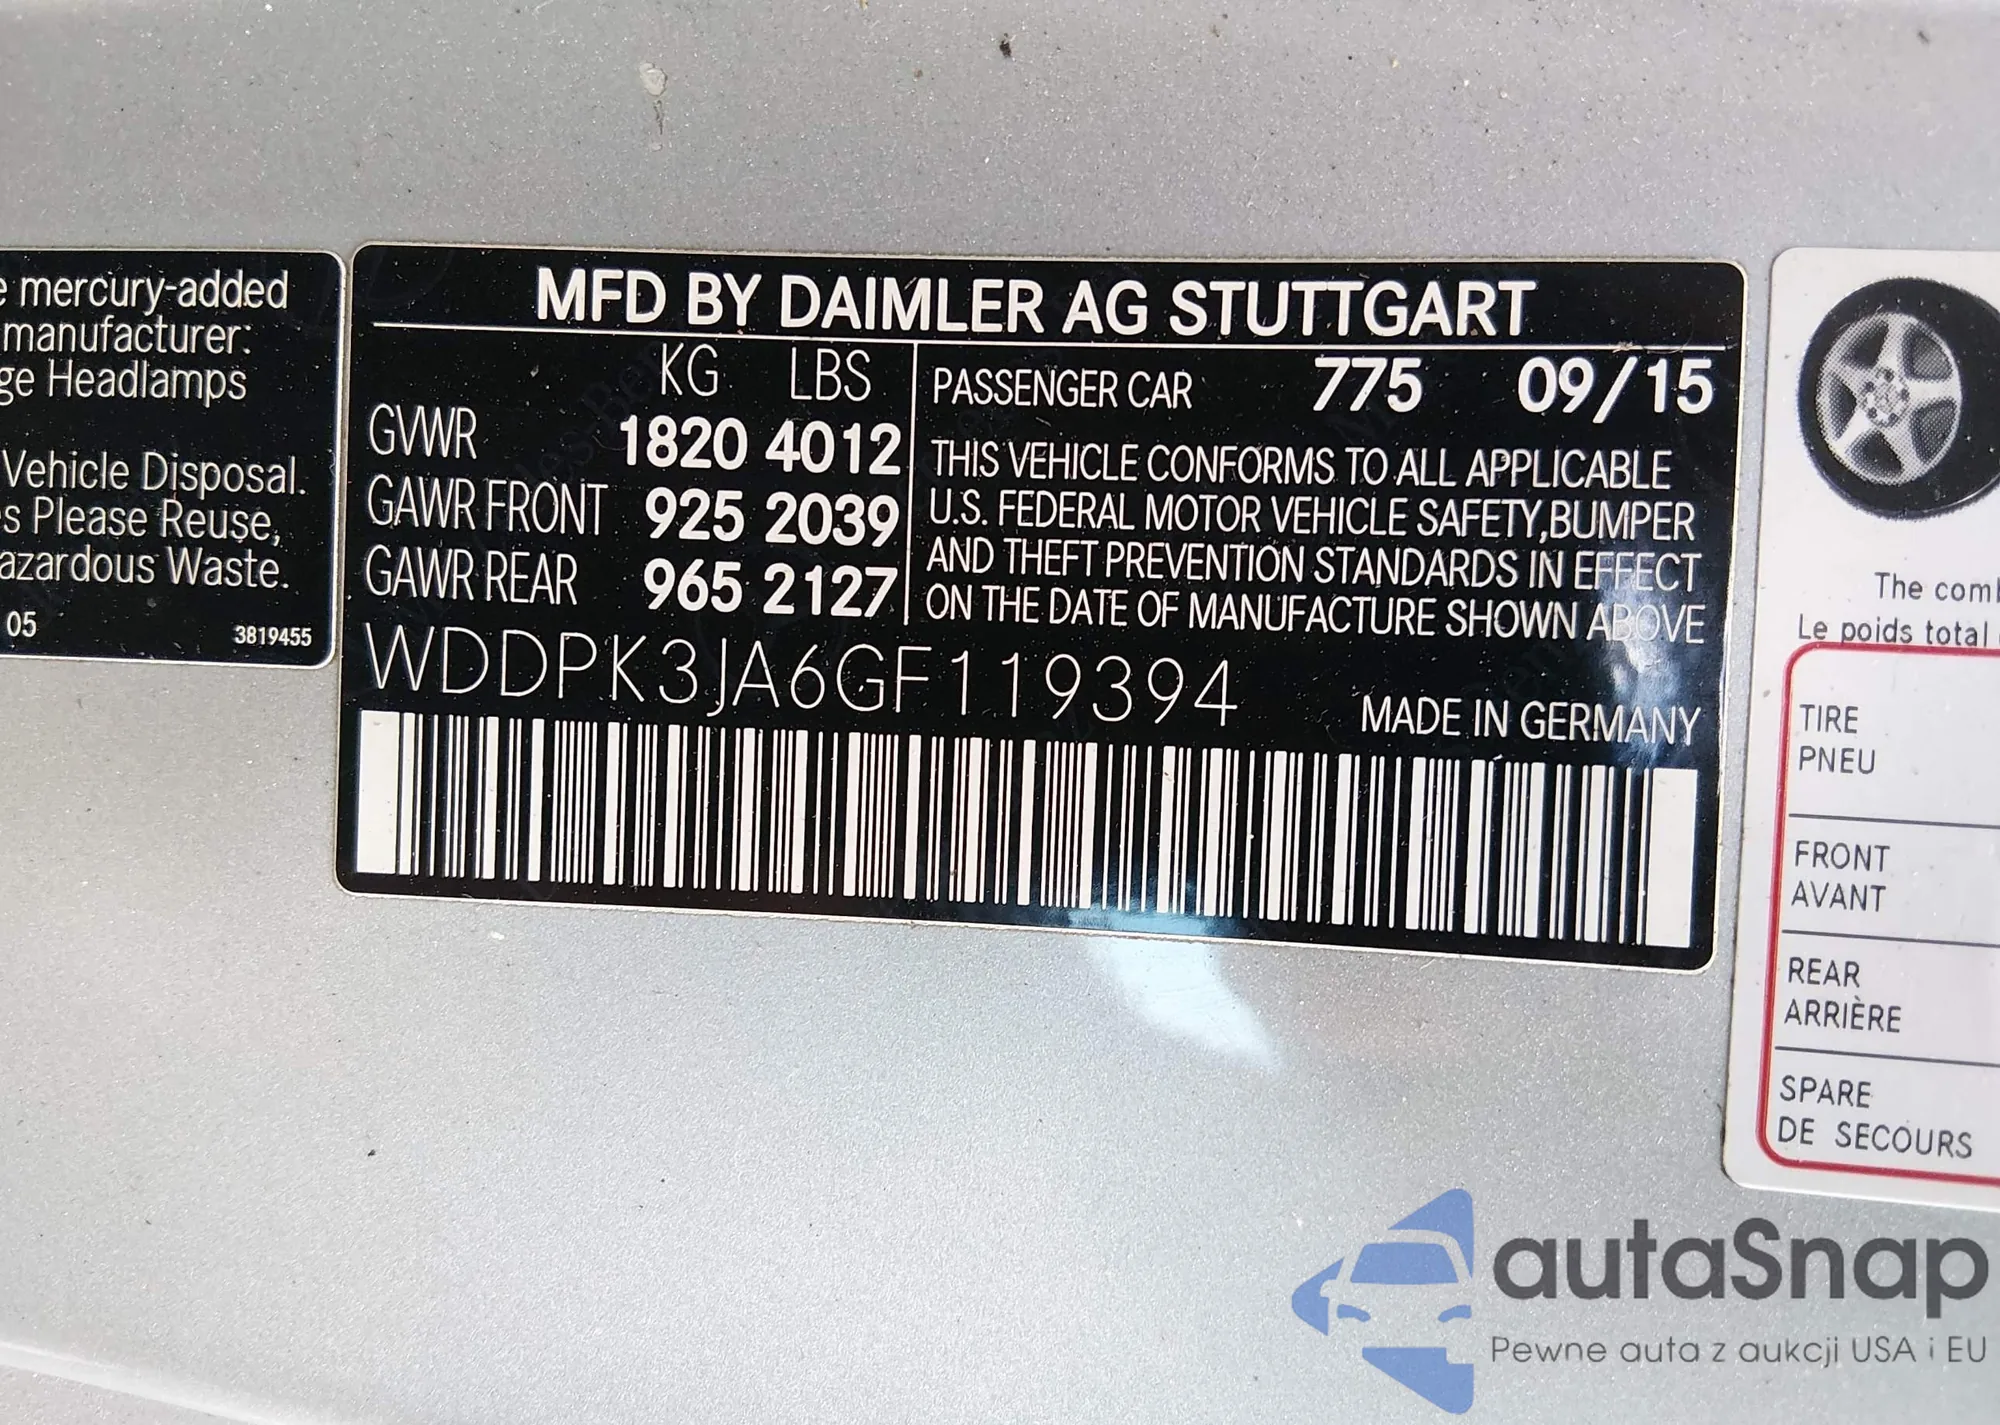 e mercury-added
manufacturer:
ge Headlamps
Vehicle Disposal.
es Please Reuse,
azardous Waste.
05 3819455
MFD BY DAIMLER AG STUTTGART
KG LBS
GVWR 1820 4012
GAWR FRONT 925 2039
GAWR REAR 965 2127
PASSENGER CAR 775 09/15
THIS VEHICLE CONFORMS TO ALL APPLICABLE
U.S. FEDERAL MOTOR VEHICLE SAFETY,BUMPER
AND THEFT PREVENTION STANDARDS IN EFFECT
ON THE DATE OF MANUFACTURE SHOWN ABOVE
WDDPK3JA6GF119394
MADE IN GERMANY
The comb
Le poids total
TIRE
PNEU
FRONT
AVANT
REAR
ARRIÈRE
SPARE
DE SECOURS
autaSnap
Pewne auta z aukcji USA i EU